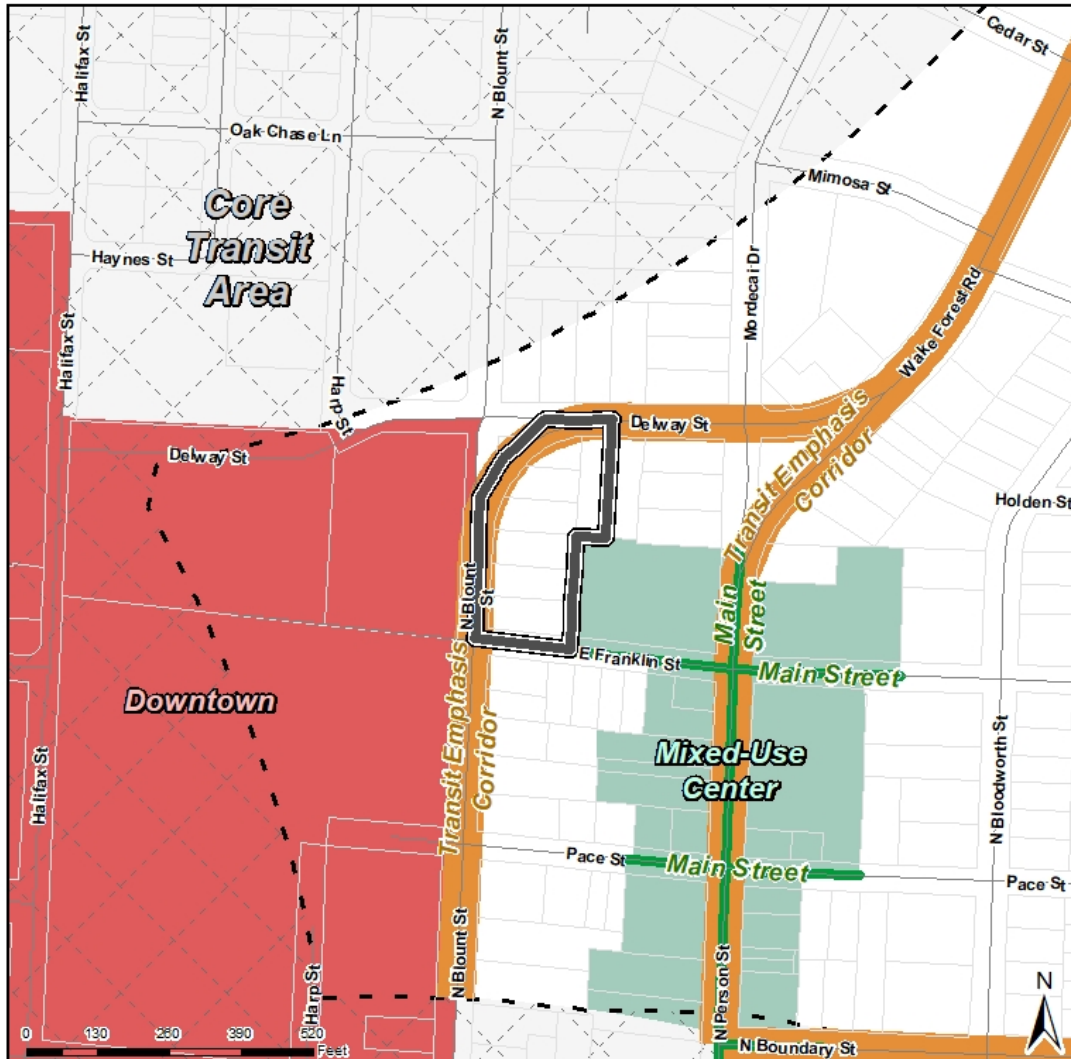 Cedar St
Halifax St
N Blount St
Oak Chase Ln
Mimosa St
Core
Transit
Area
Haynes St
Mordecai Dr
Wake Forest Rd
Halifax St
Harp St
Delway St
Delway St
Transit Emphasis
Corridor
Holden St
N Blount
St
Main
Street
E Franklin St
Main Street
Downtown
Transit Emphasis
Corridor
Mixed-Use
Center
N Bloodworth St
Halifax St
Pace St
Main Street
Pace St
N Blount St
Harp St
N Person St
N
0 130 260 390 520
Feet
N Boundary St